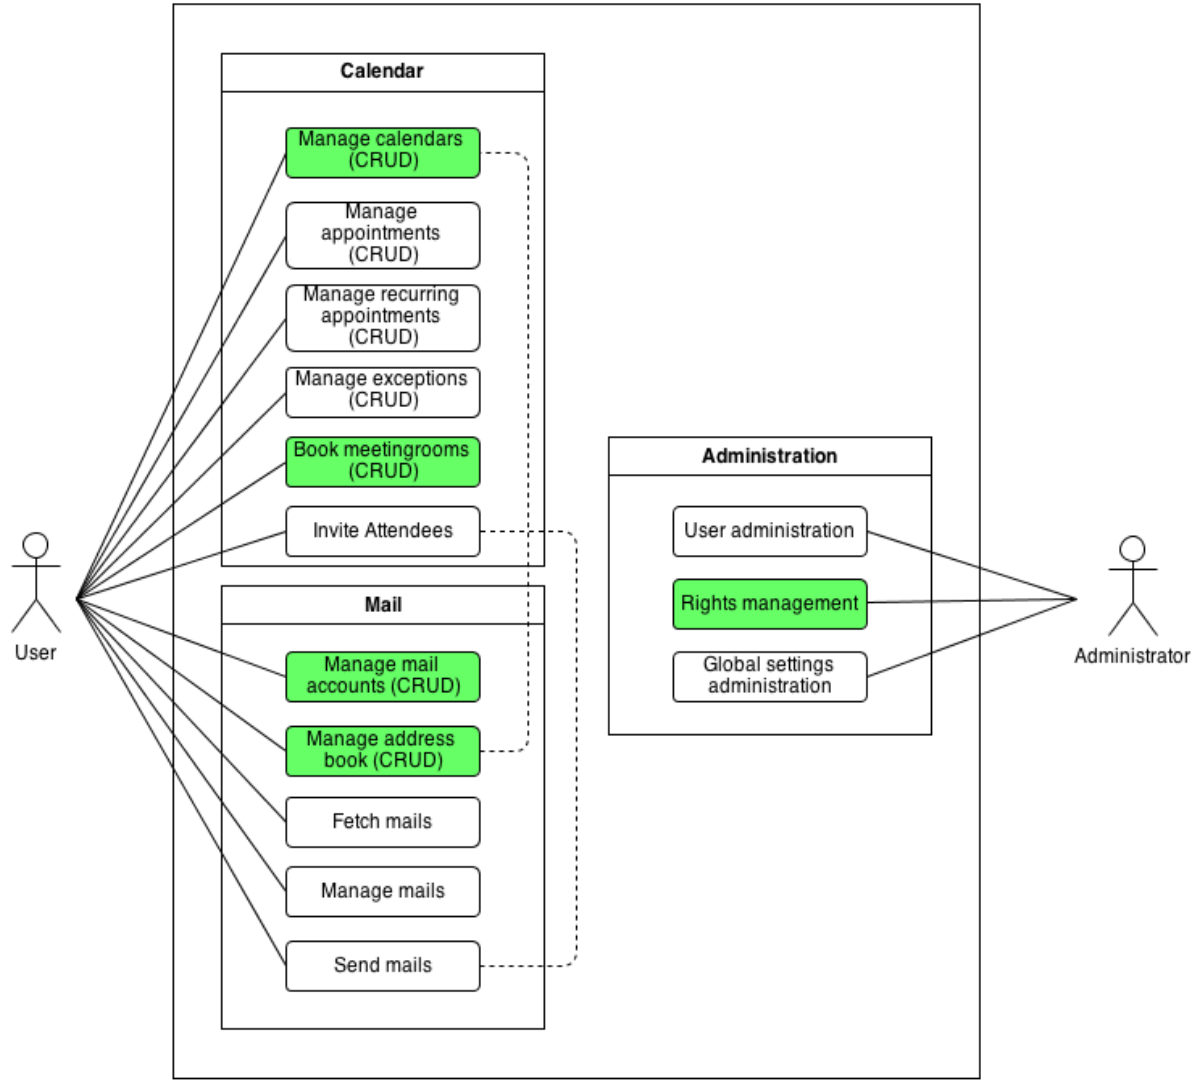 Calendar
Manage calendars
(CRUD)
Manage
appointments
(CRUD)
Manage recurring
appointments
(CRUD)
Manage exceptions
(CRUD)
Book meetingrooms
(CRUD)
Invite Attendees
User
Mail
Manage mail
accounts (CRUD)
Manage address
book (CRUD)
Fetch mails
Manage mails
Send mails
Administration
User administration
Rights management
Global settings
administration
Administrator